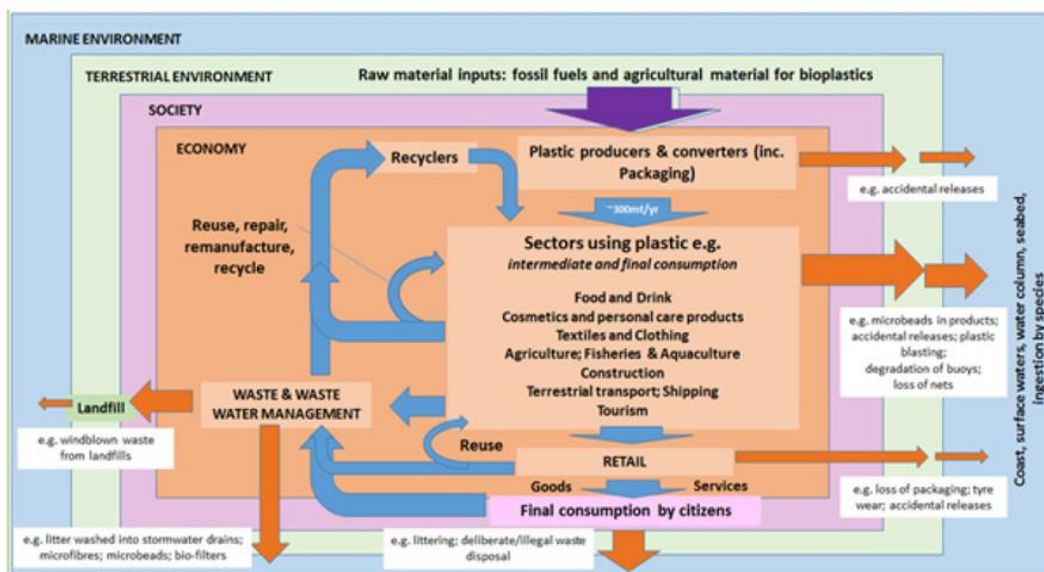 MARINE ENVIRONMENT
TERRESTRIAL ENVIRONMENT
Raw material inputs: fossil fuels and agricultural material for bioplastics
SOCIETY
ECONOMY
Recyclers
Plastic producers & converters (inc.
Packaging)
e.g. accidental releases
~300mt/yr
Reuse, repair,
remanufacture,
recycle
Sectors using plastic e.g.
intermediate and final consumption
Food and Drink
Cosmetics and personal care products
Textiles and Clothing
Agriculture; Fisheries & Aquaculture
Construction
Terrestrial transport; Shipping
Tourism
e.g. microbeads in products;
accidental releases; plastic
blasting;
degradation of buoys;
loss of nets
Coast, surface waters, water column, seabed,
ingestion by species
Landfill
WASTE & WASTE
WATER MANAGEMENT
e.g. windblown waste
from landfills
Reuse
RETAIL
Goods
Services
Final consumption by citizens
e.g. loss of packaging; tyre
wear; accidental releases
e.g. litter washed into stormwater drains;
microfibres; microbeads; bio-filters
e.g. littering; deliberate/illegal waste
disposal